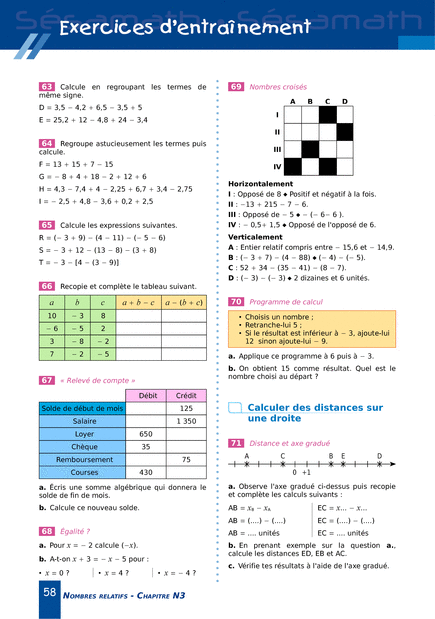 Sésamath
Sésamath
Exercices d'entraînement
63 Calcule en regroupant les termes de
même signe.
D = 3,5 − 4,2 + 6,5 − 3,5 + 5
E = 25,2 + 12 − 4,8 + 24 − 3,4
64 Regroupe astucieusement les termes puis
calcule.
F = 13 + 15 + 7 − 15
G = − 8 + 4 + 18 − 2 + 12 + 6
H = 4,3 − 7,4 + 4 − 2,25 + 6,7 + 3,4 − 2,75
I = − 2,5 + 4,8 − 3,6 + 0,2 + 2,5
65 Calcule les expressions suivantes.
R = (− 3 + 9) − (4 − 11) − (− 5 − 6)
S = − 3 + 12 − (13 − 8) − (3 + 8)
T = − 3 − [4 − (3 − 9)]
66 Recopie et complète le tableau suivant.
a b c a + b − c a − (b + c)
10 − 3 8
− 6 − 5 2
3 − 8 − 2
7 − 2 − 5
67 « Relevé de compte »
Débit Crédit
Solde de début de mois 125
Salaire 1 350
Loyer 650
Chèque 35
Remboursement 75
Courses 430
a. Écris une somme algébrique qui donnera le
solde de fin de mois.
b. Calcule ce nouveau solde.
68 Égalité ?
a. Pour x = − 2 calcule (−x).
b. A-t-on x + 3 = − x − 5 pour :
• x = 0 ? • x = 4 ? • x = − 4 ?
69 Nombres croisés
A B C D
I
II
III
IV
Horizontalement
I : Opposé de 8 ◆ Positif et négatif à la fois.
II : −13 + 215 − 7 − 6.
III : Opposé de − 5 ◆ − (− 6− 6 ).
IV : − 0,5+ 1,5 ◆ Opposé de l'opposé de 6.
Verticalement
A : Entier relatif compris entre − 15,6 et − 14,9.
B : (− 3 + 7) − (4 − 88) ◆ (− 4) − (− 5).
C : 52 + 34 − (35 − 41) − (8 − 7).
D : (− 3) − (− 3) ◆ 2 dizaines et 6 unités.
70 Programme de calcul
• Choisis un nombre ;
• Retranche-lui 5 ;
• Si le résultat est inférieur à − 3, ajoute-lui
12 sinon ajoute-lui − 9.
a. Applique ce programme à 6 puis à − 3.
b. On obtient 15 comme résultat. Quel est le
nombre choisi au départ ?
Calculer des distances sur
une droite
71 Distance et axe gradué
A C B E D
0 +1
a. Observe l'axe gradué ci-dessus puis recopie
et complète les calculs suivants :
AB = xB − xA EC = x... − x...
AB = (....) − (....) EC = (....) − (....)
AB = .... unités EC = .... unités
b. En prenant exemple sur la question a.,
calcule les distances ED, EB et AC.
c. Vérifie tes résultats à l'aide de l'axe gradué.
58 Nombres relatifs - Chapitre N3